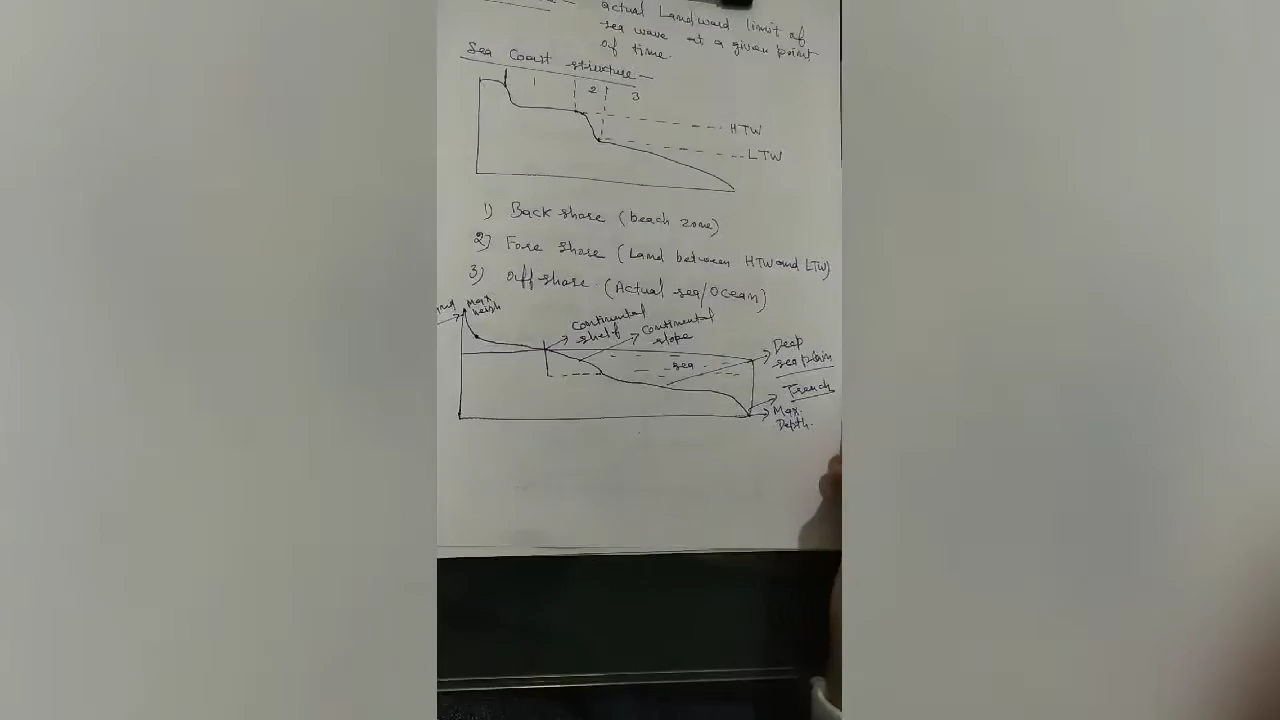 actual Landward limit of
sea wave at a given point
of time.
Sea Coast structure -
1 2 3
HTW
LTW
1) Back shore (beach zone)
2) Fore shore (Land between HTW and LTW)
3) Off shore. (Actual sea/Ocean)
Max.
heigh
Continental
shelf
Continental
slope
sea
Deep
sea plain
Trench
Max.
Depth.